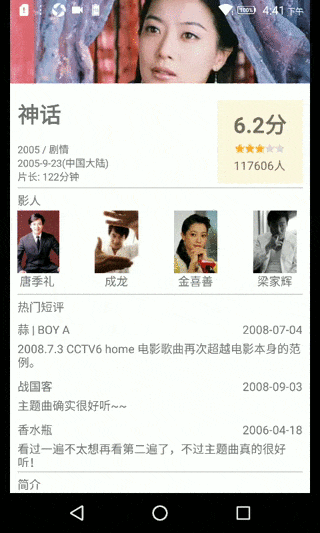 100%
4:41 下午
神话
6.2分
2005 / 剧情
2005-9-23(中国大陆)
片长: 122分钟
117606人
影人
唐季礼 成龙 金喜善 梁家辉
热门短评
蒜 | BOY A 2008-07-04
2008.7.3 CCTV6 home 电影歌曲再次超越电影本身的范
例。
战国客 2008-09-03
主题曲确实很好听~~
香水瓶 2006-04-18
看过一遍不太想再看第二遍了，不过主题曲真的很好
听！
简介